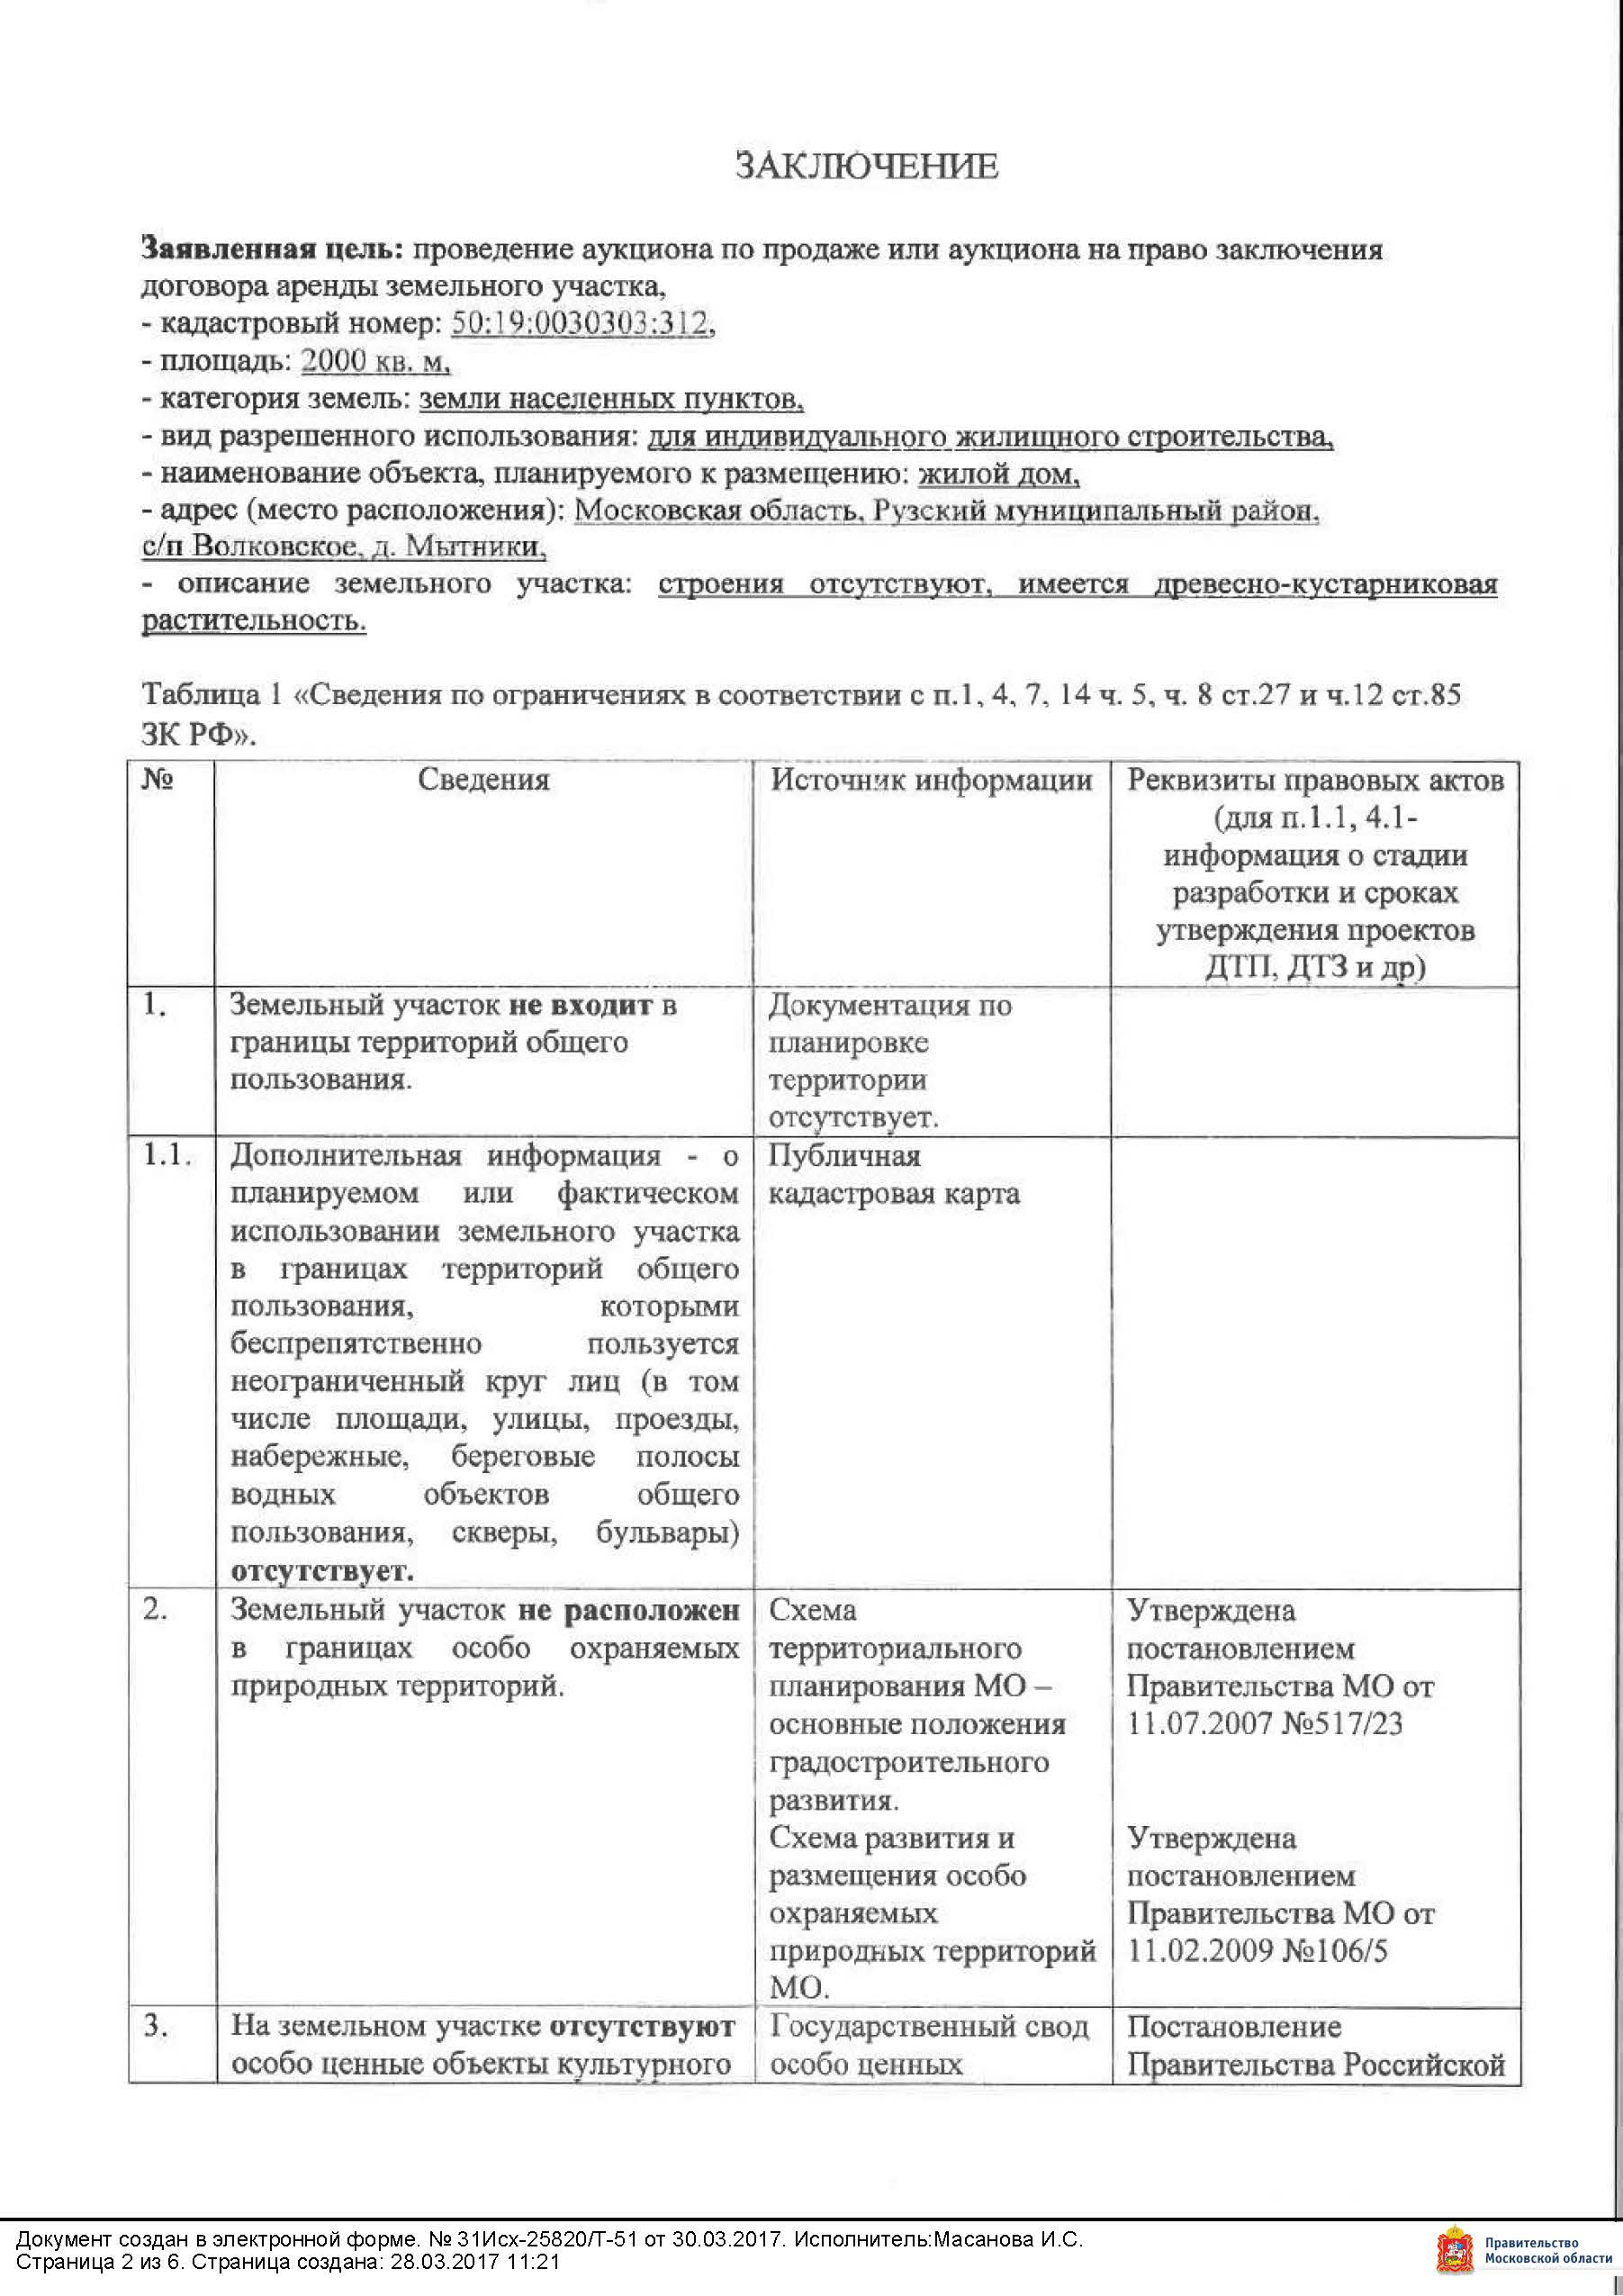 ЗАКЛЮЧЕНИЕ
Заявленная цель: проведение аукциона по продаже или аукциона на право заключения
договора аренды земельного участка,
- кадастровый номер: 50:19:0030303:312,
- площадь: 2000 кв. м,
- категория земель: земли населенных пунктов,
- вид разрешенного использования: для индивидуального жилищного строительства,
- наименование объекта, планируемого к размещению: жилой дом,
- адрес (место расположения): Московская область, Рузский муниципальный район,
с/п Волковское, д. Мытники,
- описание земельного участка: строения отсутствуют, имеется древесно-кустарниковая
растительность.
Таблица 1 «Сведения по ограничениях в соответствии с п.1, 4, 7, 14 ч. 5, ч. 8 ст.27 и ч.12 ст.85
ЗК РФ».
№
Сведения
Источник информации
Реквизиты правовых актов
(для п.1.1, 4.1-
информация о стадии
разработки и сроках
утверждения проектов
ДТП, ДТЗ и др)
1.
Земельный участок не входит в
границы территорий общего
пользования.
Документация по
планировке
территории
отсутствует.
1.1.
Дополнительная информация - о
планируемом или фактическом
использовании земельного участка
в границах территорий общего
пользования, которыми
беспрепятственно пользуется
неограниченный круг лиц (в том
числе площади, улицы, проезды,
набережные, береговые полосы
водных объектов общего
пользования, скверы, бульвары)
отсутствует.
Публичная
кадастровая карта
2.
Земельный участок не расположен
в границах особо охраняемых
природных территорий.
Схема
территориального
планирования МО –
основные положения
градостроительного
развития.
Схема развития и
размещения особо
охраняемых
природных территорий
МО.
Утверждена
постановлением
Правительства МО от
11.07.2007 №517/23
Утверждена
постановлением
Правительства МО от
11.02.2009 №106/5
3.
На земельном участке отсутствуют
особо ценные объекты культурного
Государственный свод
особо ценных
Постановление
Правительства Российской
Документ создан в электронной форме. № 31Исх-25820/Т-51 от 30.03.2017. Исполнитель:Масанова И.С.
Страница 2 из 6. Страница создана: 28.03.2017 11:21
Правительство
Московской области